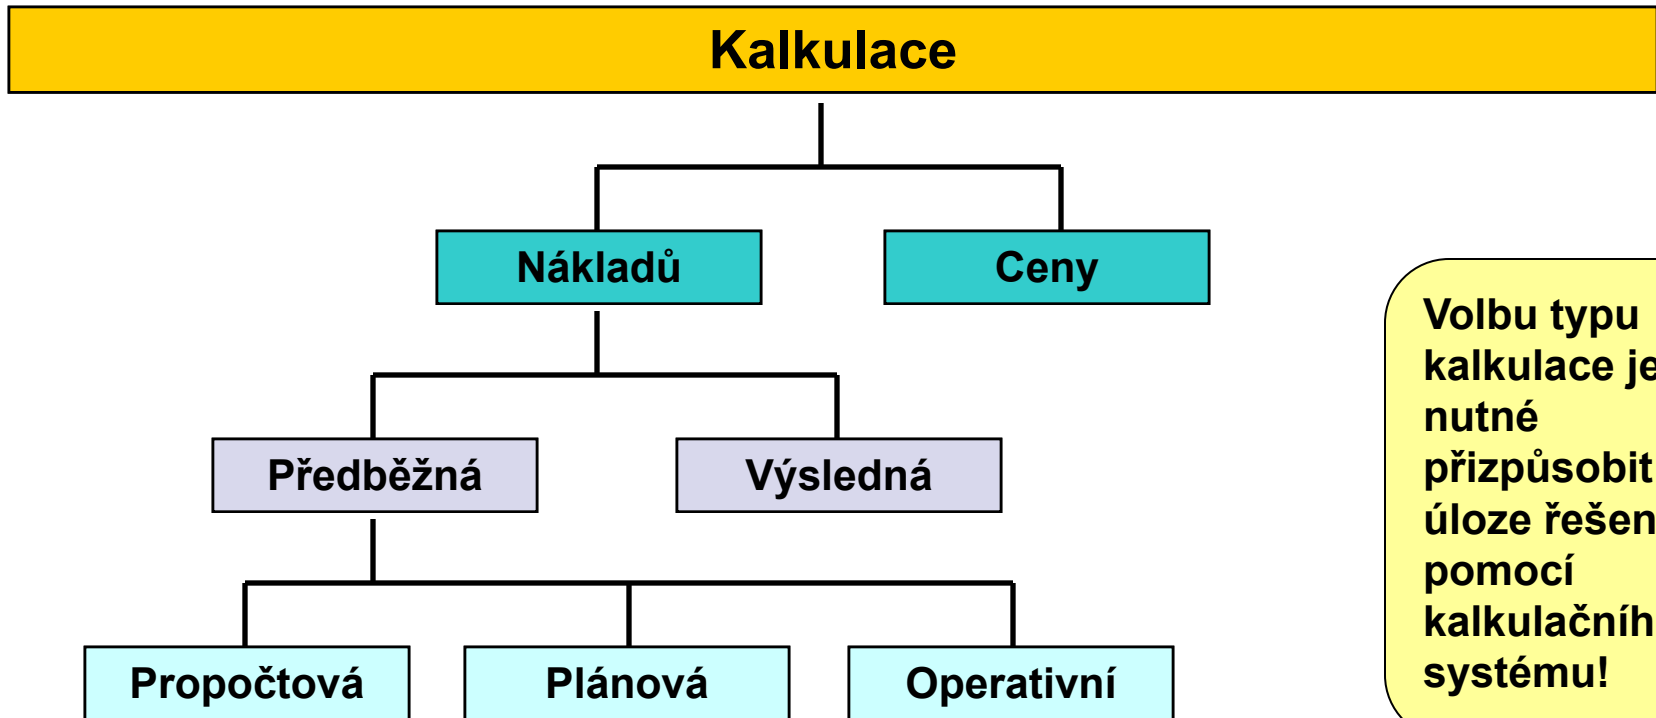 Kalkulace
Nákladů
Ceny
Předběžná
Výsledná
Propočtová
Plánová
Operativní
Volbu typu
kalkulace je
nutné
přizpůsobit
úloze řešen
pomocí
kalkulačníh
systému!